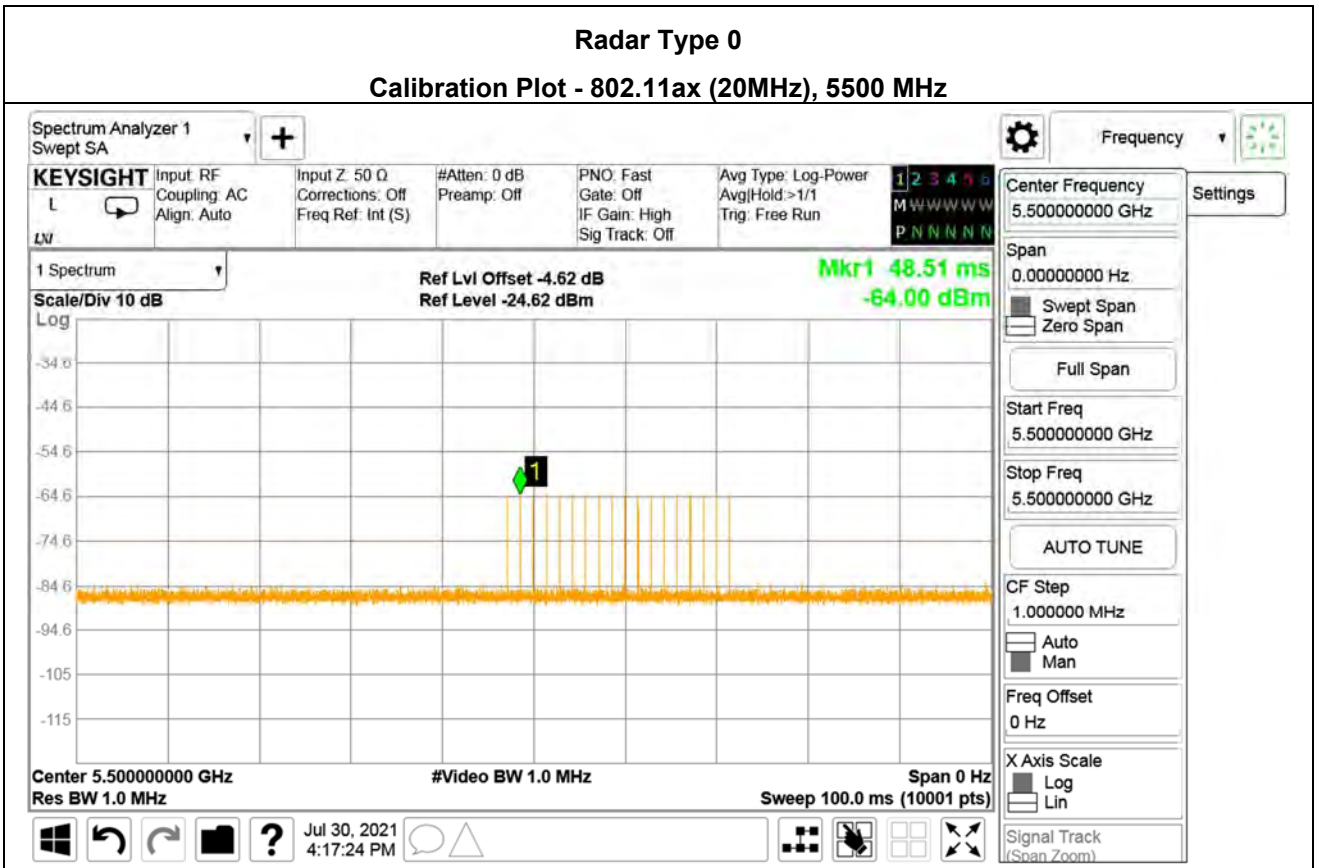 Radar Type 0
Calibration Plot - 802.11ax (20MHz), 5500 MHz
Spectrum Analyzer 1
Swept SA
+
Frequency
KEYSIGHT
L
LXI
Input: RF
Coupling: AC
Align: Auto
Input Z: 50 Ω
Corrections: Off
Freq Ref: Int (S)
#Atten: 0 dB
Preamp: Off
PNO: Fast
Gate: Off
IF Gain: High
Sig Track: Off
Avg Type: Log-Power
Avg|Hold:>1/1
Trig: Free Run
1 2 3 4 5 6
M W W W W W
P N N N N N
Settings
1 Spectrum
Scale/Div 10 dB
Log
Ref Lvl Offset -4.62 dB
Ref Level -24.62 dBm
Mkr1 48.51 ms
-64.00 dBm
-34.6
-44.6
-54.6
-64.6
-74.6
-84.6
-94.6
-105
-115
1
Center 5.500000000 GHz
Res BW 1.0 MHz
#Video BW 1.0 MHz
Span 0 Hz
Sweep 100.0 ms (10001 pts)
Center Frequency
5.500000000 GHz
Span
0.00000000 Hz
Swept Span
Zero Span
Full Span
Start Freq
5.500000000 GHz
Stop Freq
5.500000000 GHz
AUTO TUNE
CF Step
1.000000 MHz
Auto
Man
Freq Offset
0 Hz
X Axis Scale
Log
Lin
Signal Track
(Span Zoom)
?
Jul 30, 2021
4:17:24 PM